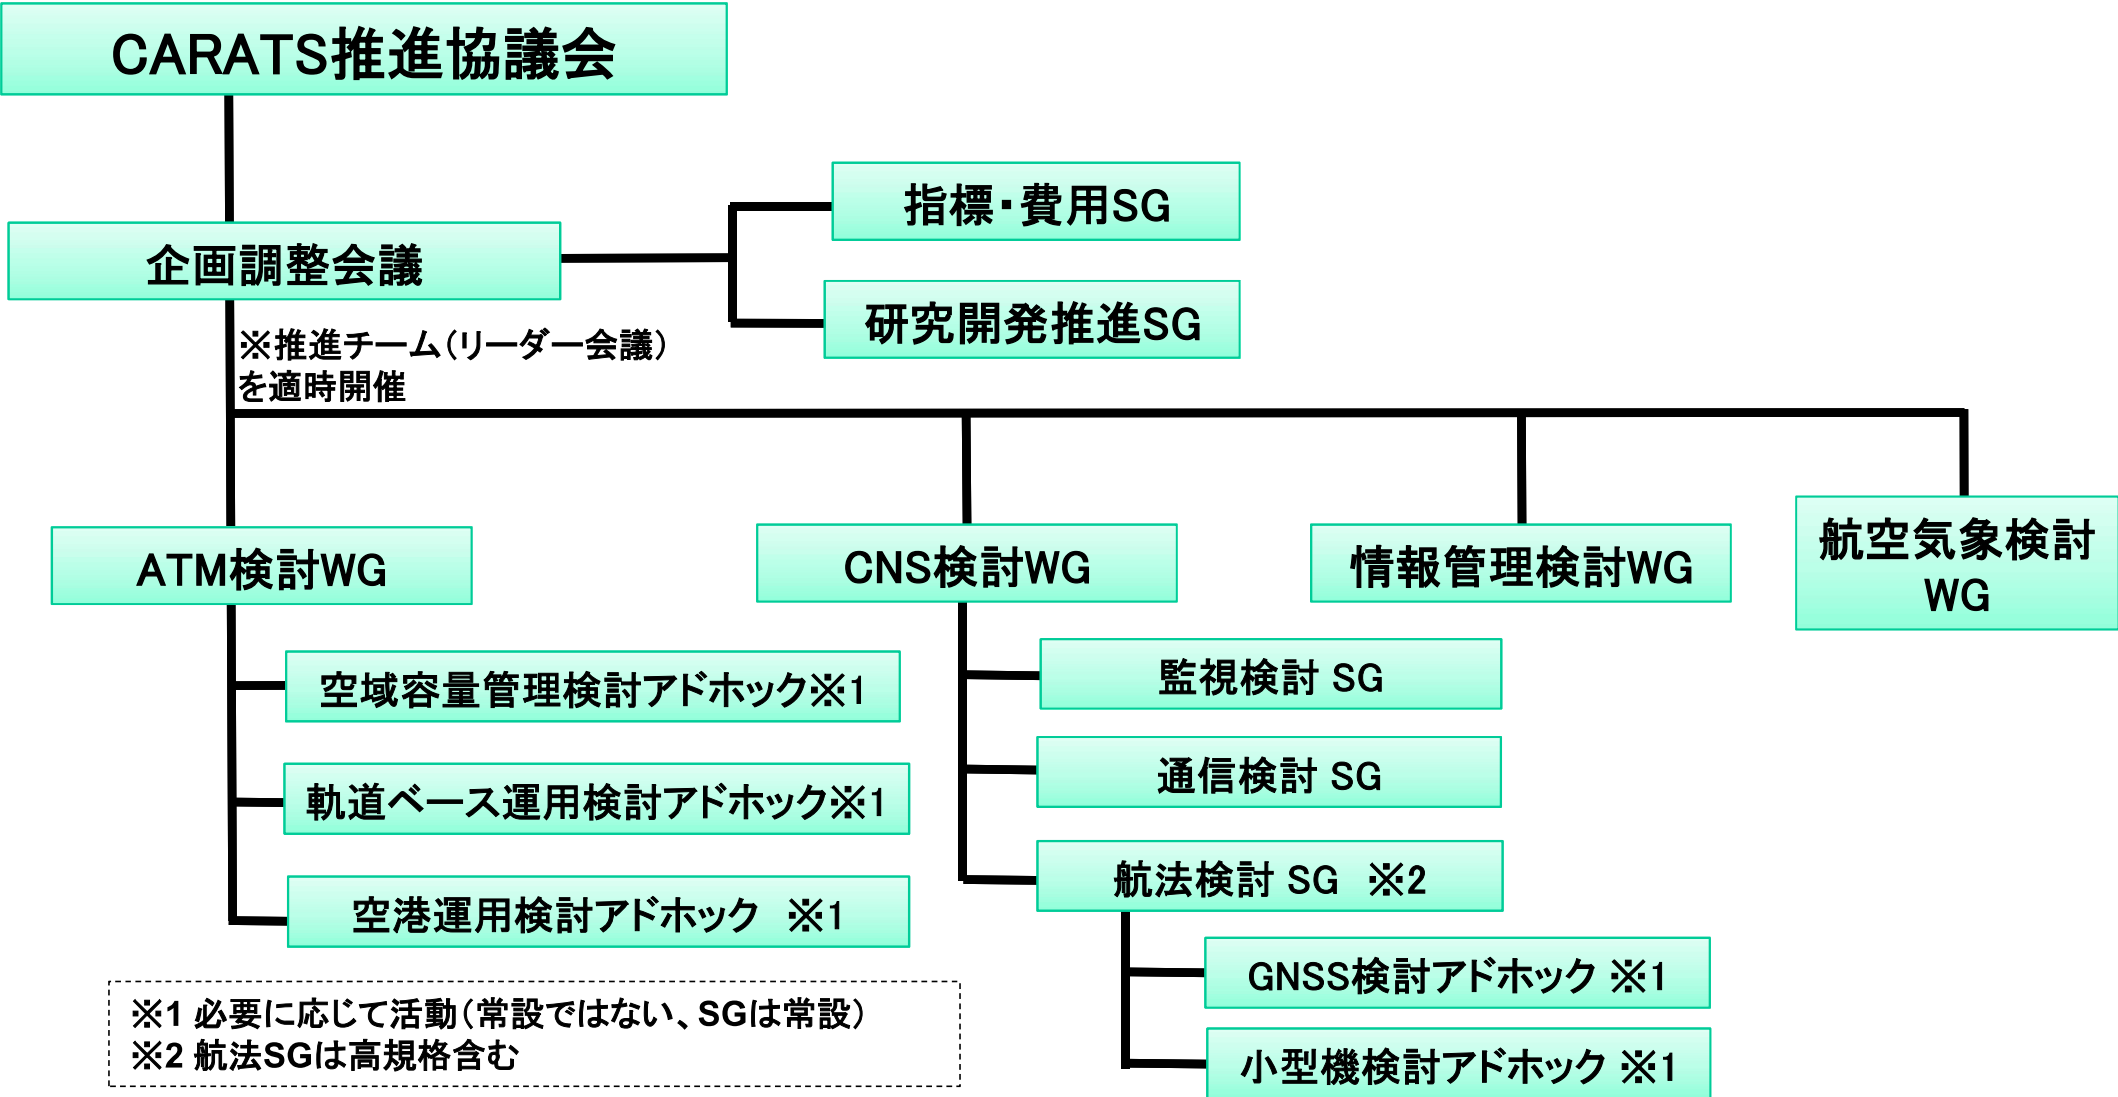 CARATS推進協議会
指標・費用SG
企画調整会議
研究開発推進SG
※推進チーム(リーダー会議)
を適時開催
ATM検討WG
CNS検討WG
情報管理検討WG
航空気象検討
WG
空域容量管理検討アドホック※1
軌道ベース運用検討アドホック※1
空港運用検討アドホック ※1
監視検討 SG
通信検討 SG
航法検討 SG ※2
GNSS検討アドホック ※1
小型機検討アドホック ※1
※1 必要に応じて活動(常設ではない、SGは常設)
※2 航法SGは高規格含む